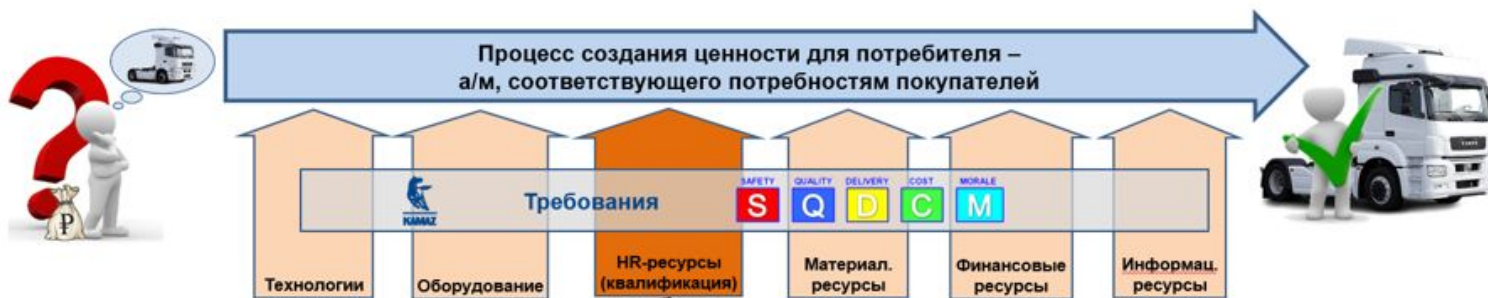 Процесс создания ценности для потребителя –
а/м, соответствующего потребностям покупателей
KAMAZ
Требования
SAFETY QUALITY DELIVERY COST MORALE
S Q D C M
₽
Технологии
Оборудование
HR-ресурсы
(квалификация)
Материал.
ресурсы
Финансовые
ресурсы
Информац.
ресурсы